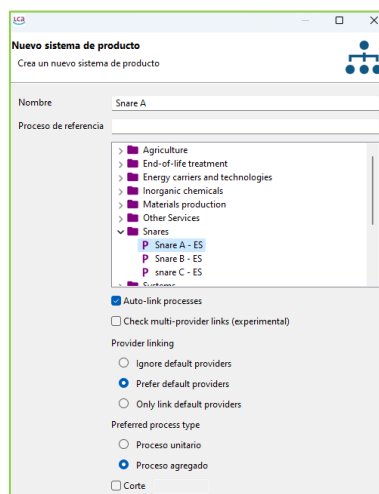 LCA
Nuevo sistema de producto
Crea un nuevo sistema de producto
Nombre Snare A
Proceso de referencia
Agriculture
End-of-life treatment
Energy carriers and technologies
Inorganic chemicals
Materials production
Other Services
Snares
P Snare A - ES
P Snare B - ES
P snare C - ES
Systems
Auto-link processes
Check multi-provider links (experimental)
Provider linking
Ignore default providers
Prefer default providers
Only link default providers
Preferred process type
Proceso unitario
Proceso agregado
Corte